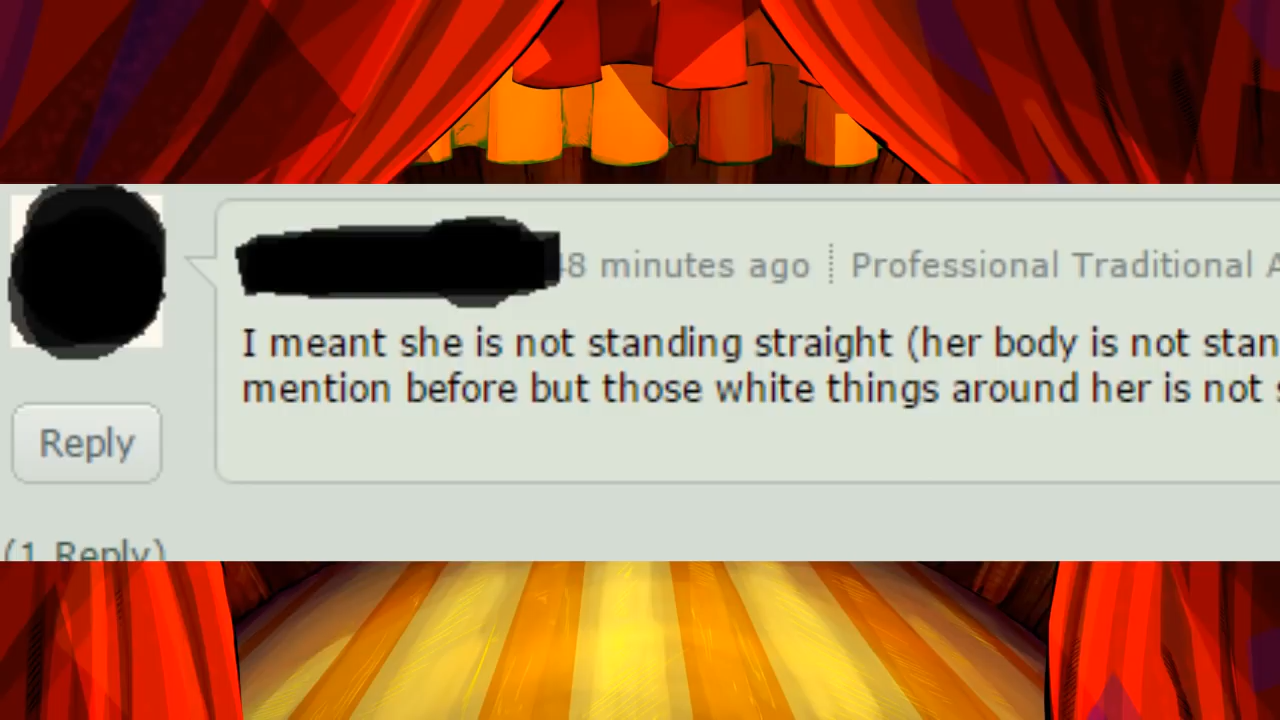 8 minutes ago Professional Traditional
I meant she is not standing straight (her body is not
mention before but those white things around her is not
Reply
(1 Reply)